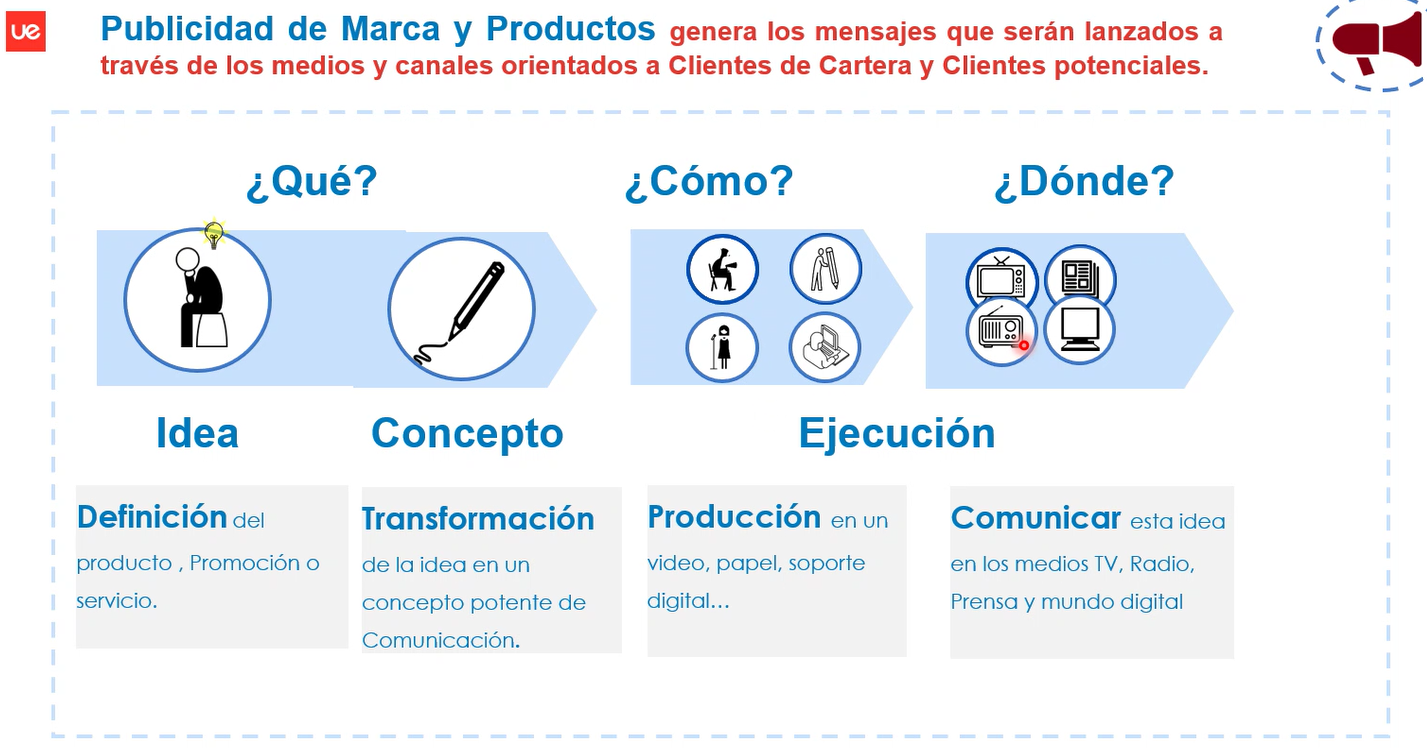 ue
Publicidad de Marca y Productos genera los mensajes que serán lanzados a
través de los medios y canales orientados a Clientes de Cartera y Clientes potenciales.
¿Qué?
¿Cómo?
¿Dónde?
Idea
Concepto
Ejecución
Definición del
producto , Promoción o
servicio.
Transformación
de la idea en un
concepto potente de
Comunicación.
Producción en un
video, papel, soporte
digital...
Comunicar esta idea
en los medios TV, Radio,
Prensa y mundo digital